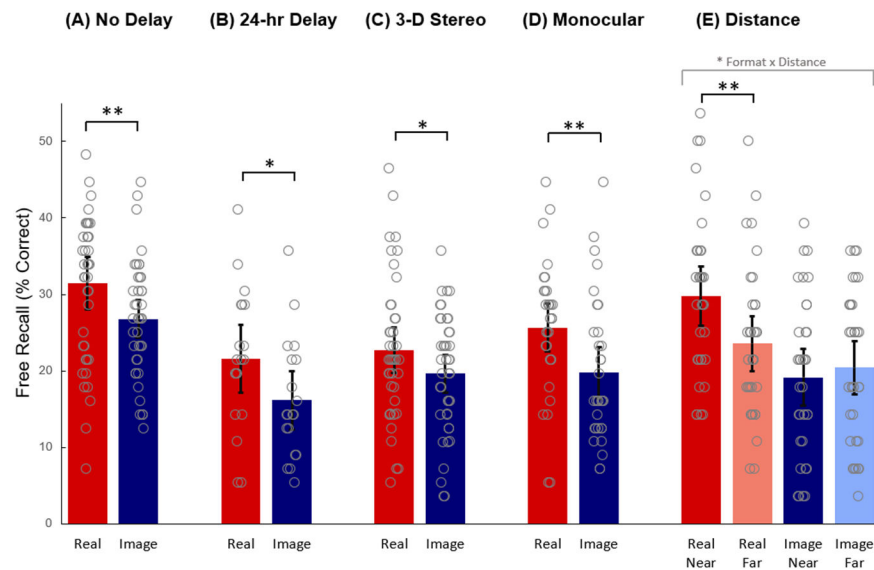 (A) No Delay
(B) 24-hr Delay
(C) 3-D Stereo
(D) Monocular
(E) Distance
* Format x Distance
**
*
*
**
**
Free Recall (% Correct)
50
40
30
20
10
0
Real
Image
Real
Image
Real
Image
Real
Image
Real
Near
Real
Far
Image
Near
Image
Far